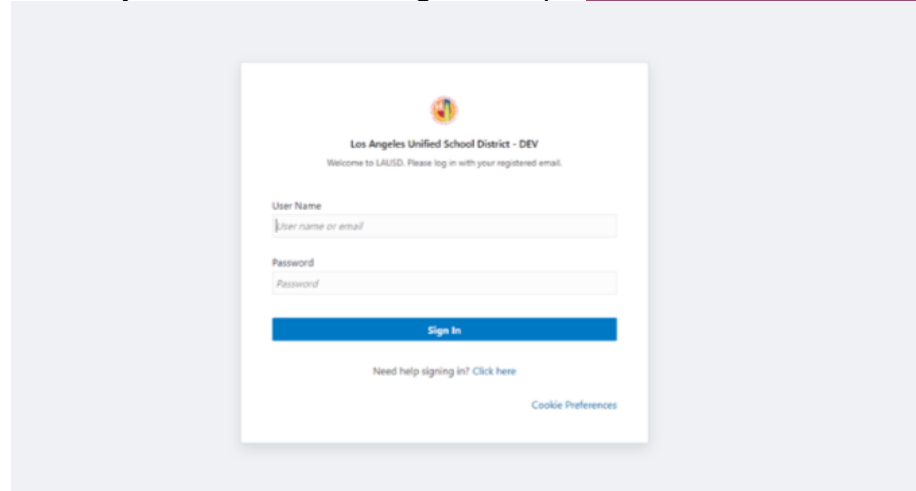 Los Angeles Unified School District - DEV
Welcome to LAUSD. Please log in with your registered email.
User Name
User name or email
Password
Password
Sign In
Need help signing in? Click here
Cookie Preferences